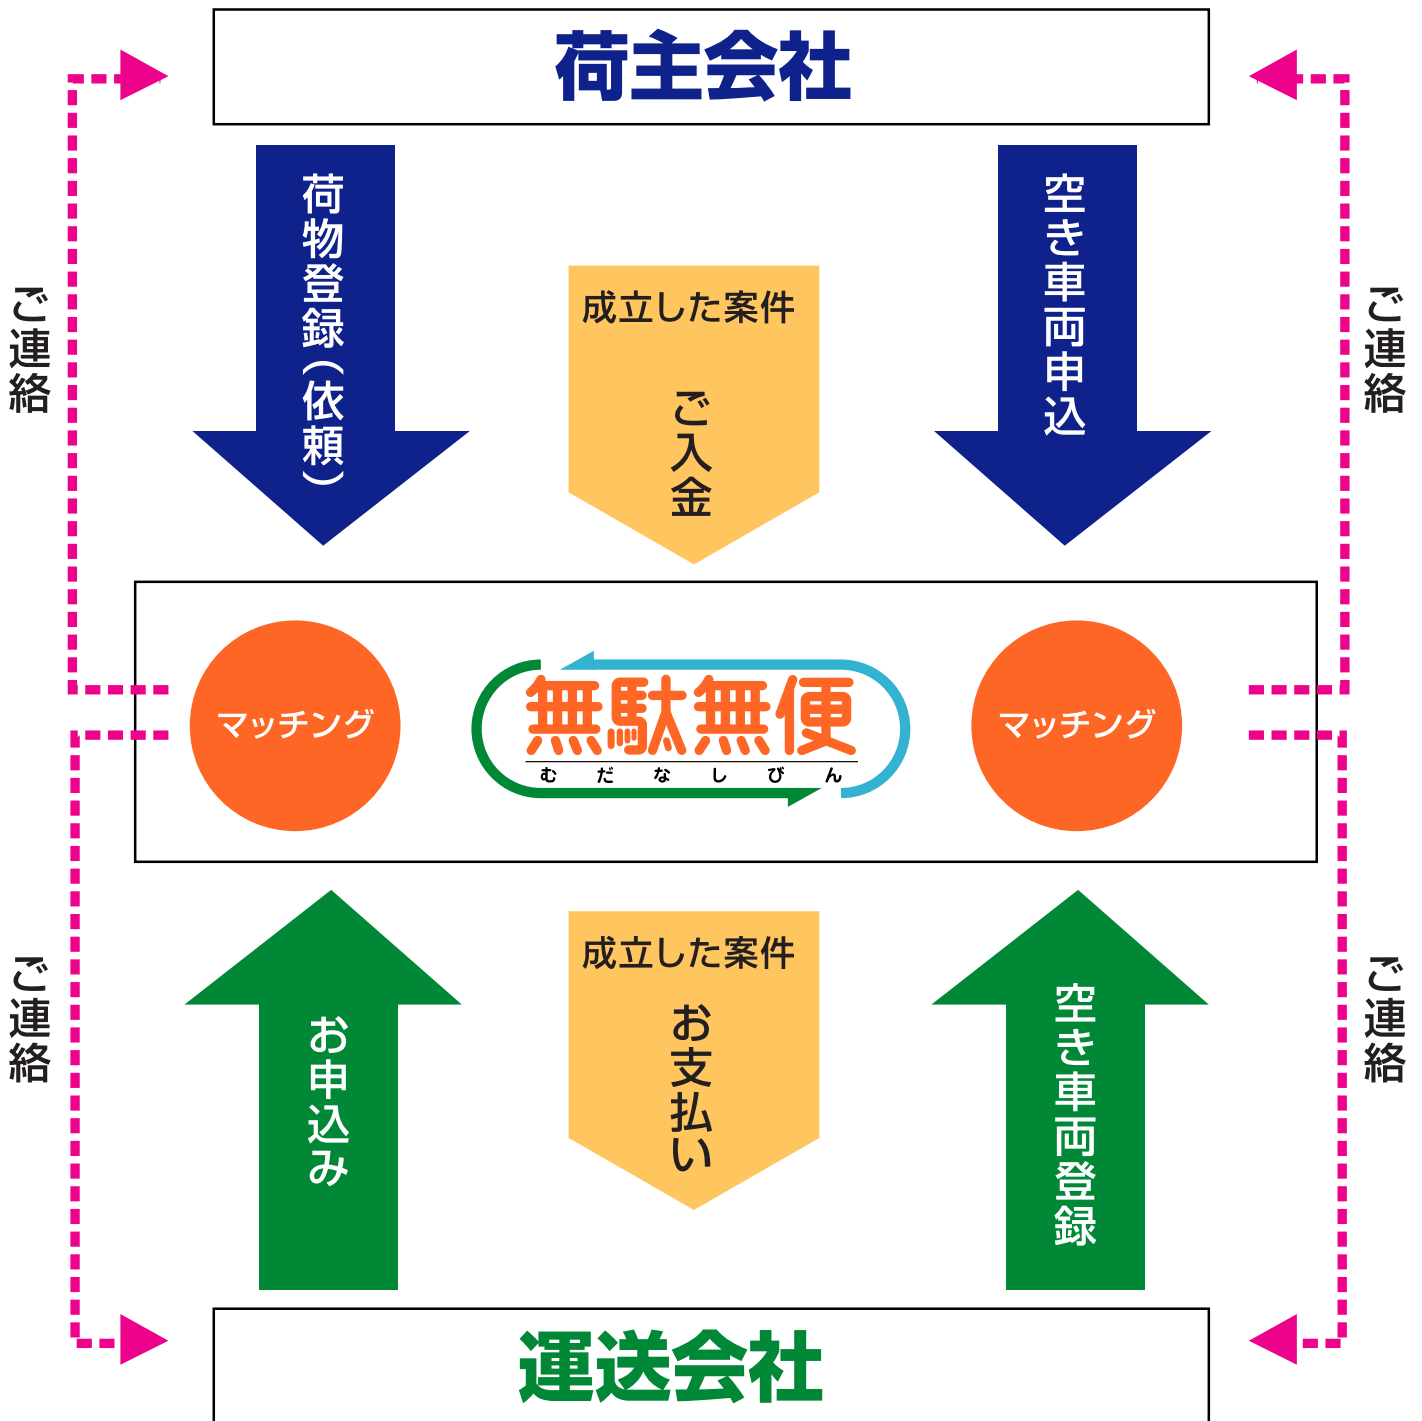 荷主会社
荷物登録(依頼)
成立した案件
ご入金
空き車両申込
ご連絡
ご連絡
マッチング
無駄無便
むだなしびん
マッチング
お申込み
成立した案件
お支払い
空き車両登録
ご連絡
ご連絡
運送会社